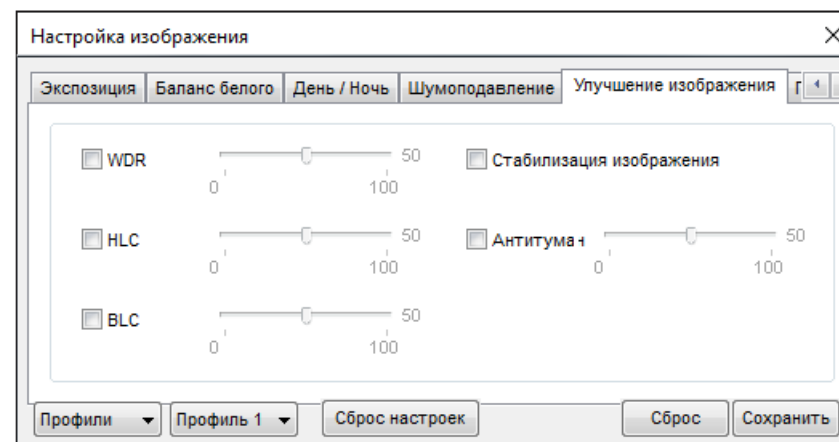 Настройка изображения
Экспозиция Баланс белого День / Ночь Шумоподавление Улучшение изображения
WDR 50 Стабилизация изображения
0 100
HLC 50 Антитуман 50
0 100 0 100
BLC 50
0 100
Профили Профиль 1 Сброс настроек Сброс Сохранить